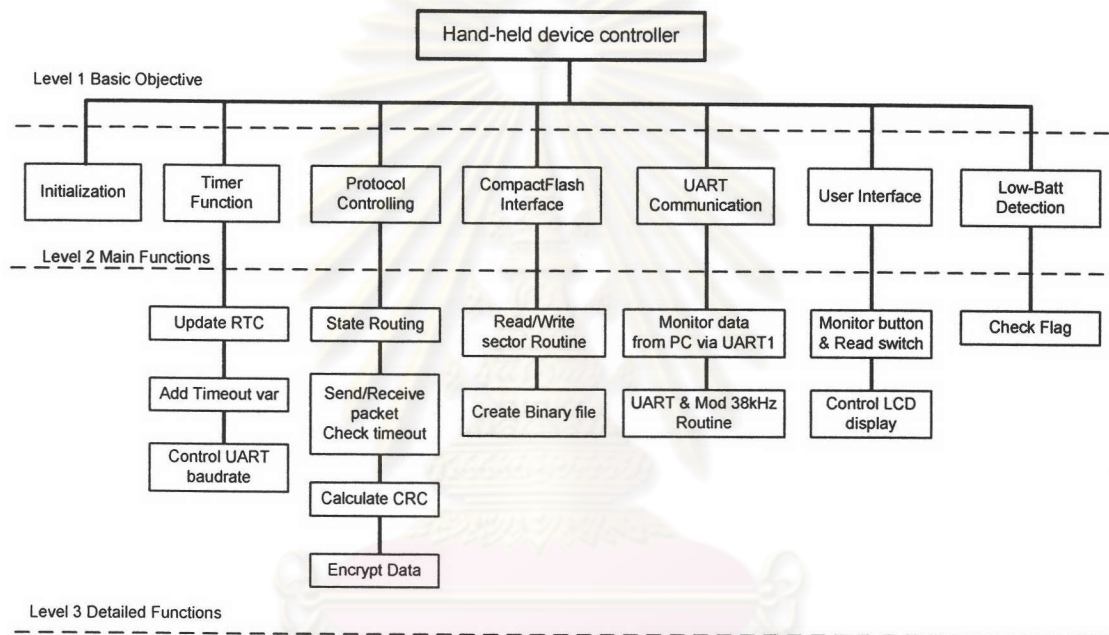 Hand-held device controller
Level 1 Basic Objective
Initialization
Timer
Function
Protocol
Controlling
CompactFlash
Interface
UART
Communication
User Interface
Low-Batt
Detection
Level 2 Main Functions
Update RTC
Add Timeout var
Control UART
baudrate
State Routing
Send/Receive
packet
Check timeout
Calculate CRC
Encrypt Data
Read/Write
sector Routine
Create Binary file
Monitor data
from PC via UART1
UART & Mod 38kHz
Routine
Monitor button
& Read switch
Control LCD
display
Check Flag
Level 3 Detailed Functions